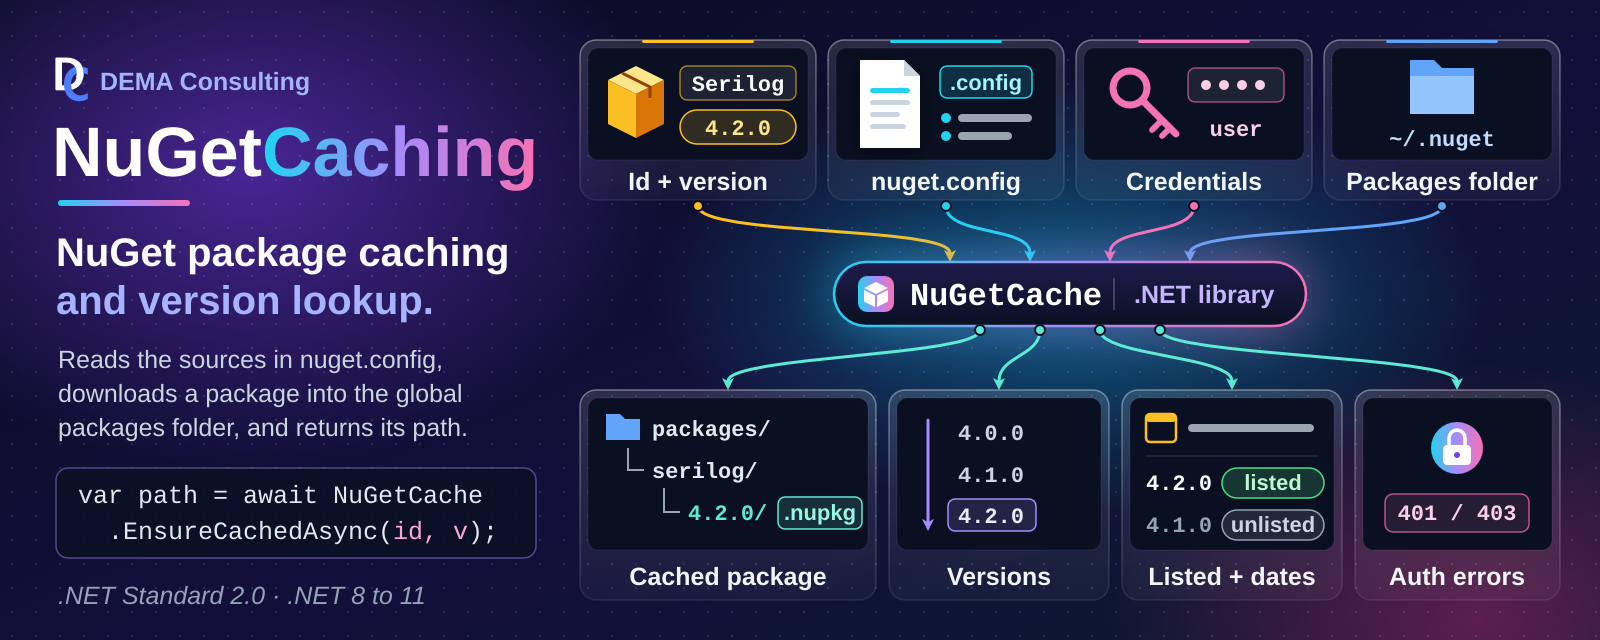 DC DEMA Consulting
NuGetCaching
NuGet package caching
and version lookup.
Reads the sources in nuget.config,
downloads a package into the global
packages folder, and returns its path.
var path = await NuGetCache
.EnsureCachedAsync(id, v);
.NET Standard 2.0 · .NET 8 to 11
Serilog
4.2.0
Id + version
.config
nuget.config
user
Credentials
~/.nuget
Packages folder
NuGetCache
.NET library
packages/
serilog/
4.2.0/ .nupkg
Cached package
4.0.0
4.1.0
4.2.0
Versions
4.2.0 listed
4.1.0 unlisted
Listed + dates
401 / 403
Auth errors